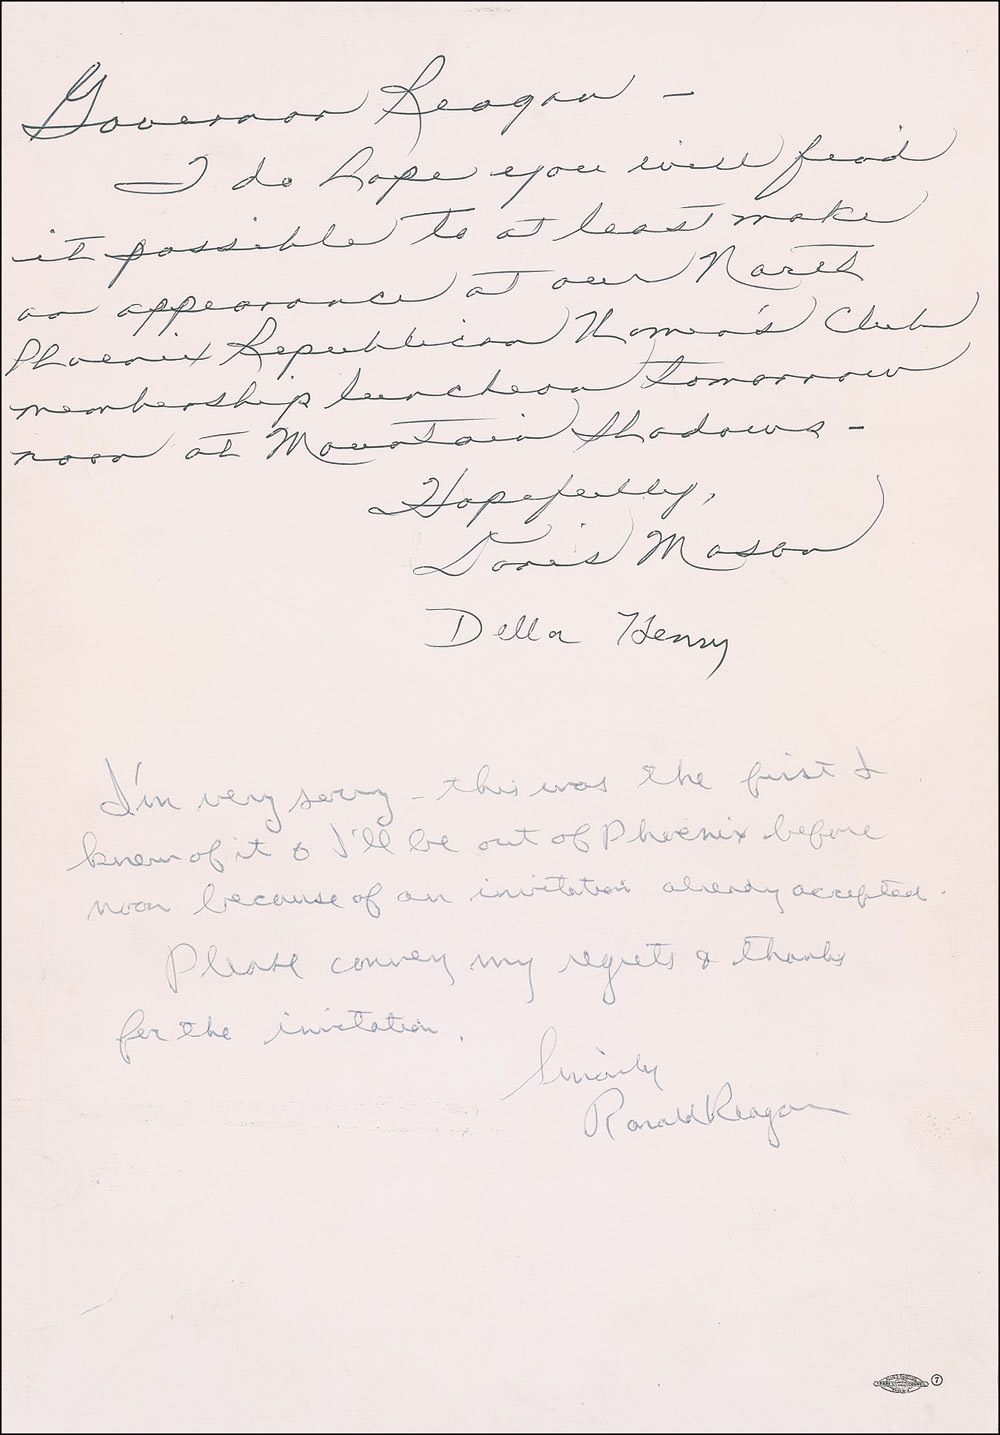 Governor Reagan —
I do hope you will find
it possible to at least make
an appearance at our North
Phoenix Republican Women's Club
membership luncheon tomorrow
noon at Mountain Shadows —
Hopefully,
Doris Mason
Della Henry
I'm very sorry – this was the first I
knew of it & I'll be out of Phoenix before
noon because of an invitation already accepted.
Please convey my regrets & thanks
for the invitation.
Sincerely
Ronald Reagan
7